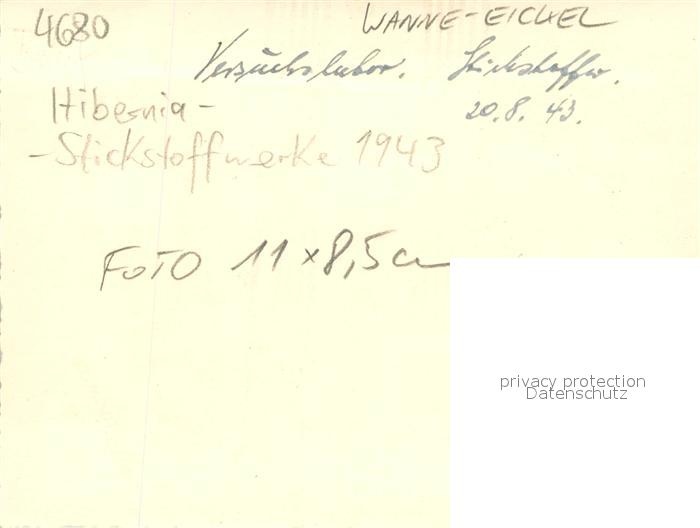 4680 WANNE-EICKEL
Versuchslabor. Stickstoffw.
Hibernia- 20.8.43.
-Stickstoffwerke 1943
FOTO 11 x 8,5 cm
privacy protection
Datenschutz